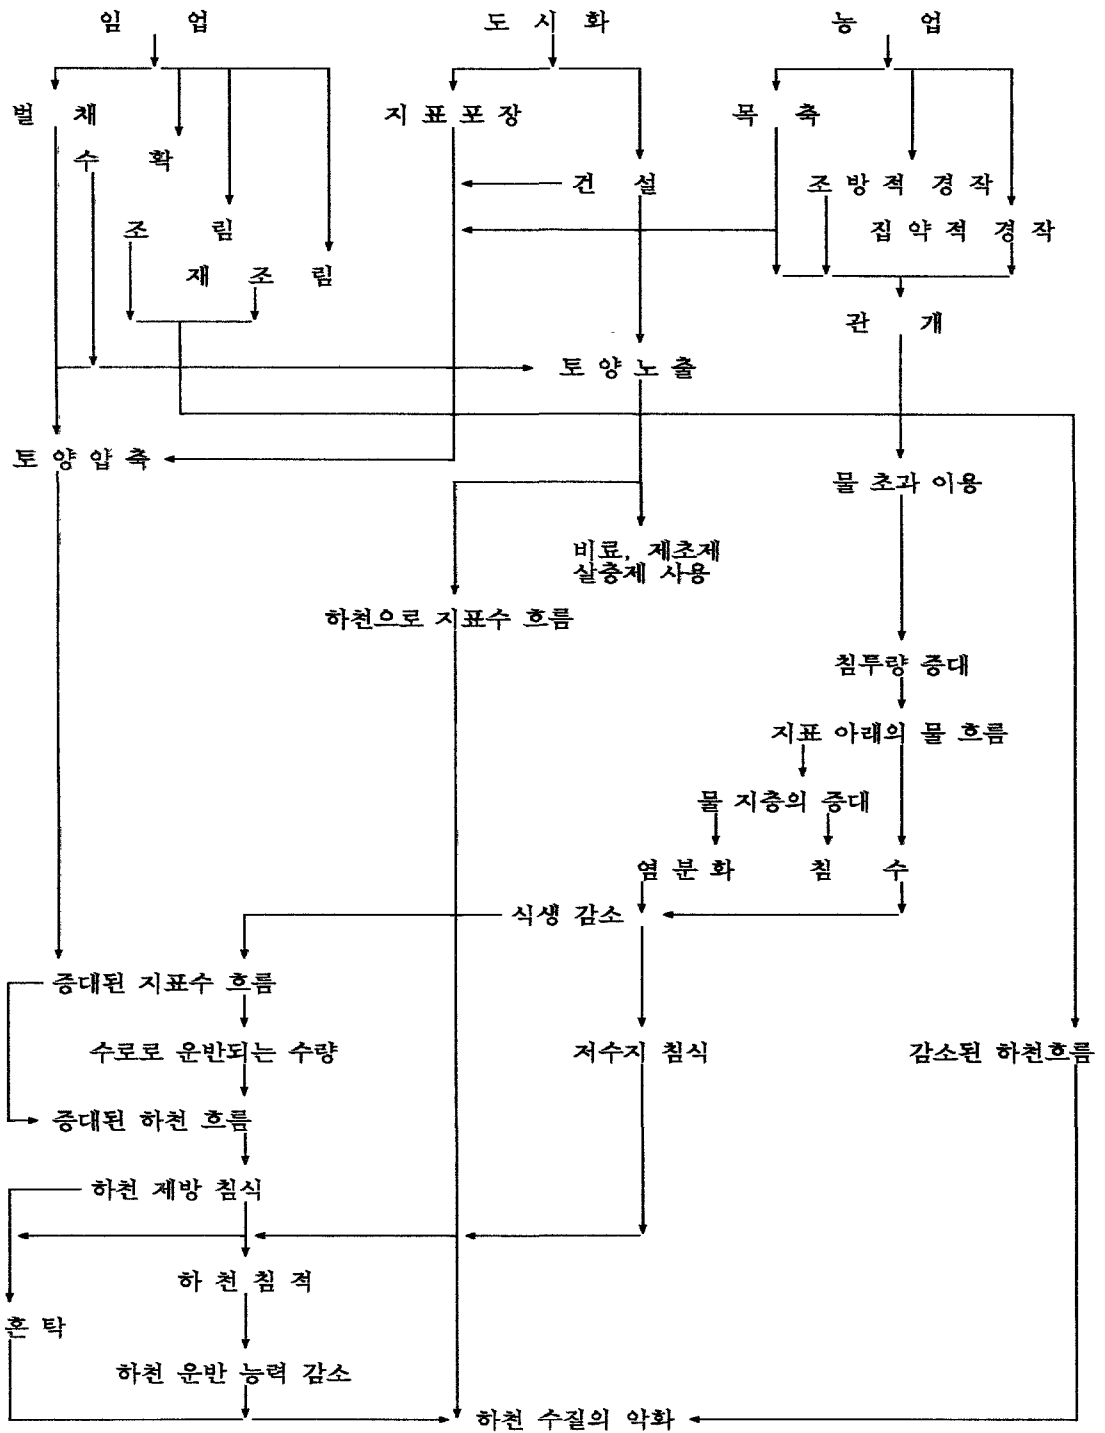 임 업 도 시 화 농 업
벌 채 지 표 포 장 목 축
수 확
건 설 조 방 적 경 작
조 림 집 약 적 경 작
재 조 림
관 개
토 양 노 출
토 양 압 축
물 초과 이용
비료, 제초제
살충제 사용
하천으로 지표수 흐름
침투량 증대
지표 아래의 물 흐름
물 지층의 증대
염 분 화 침 수
식생 감소
증대된 지표수 흐름
수로로 운반되는 수량 저수지 침식 감소된 하천흐름
증대된 하천 흐름
하천 제방 침식
하 천 침 적
혼 탁
하천 운반 능력 감소
하천 수질의 악화